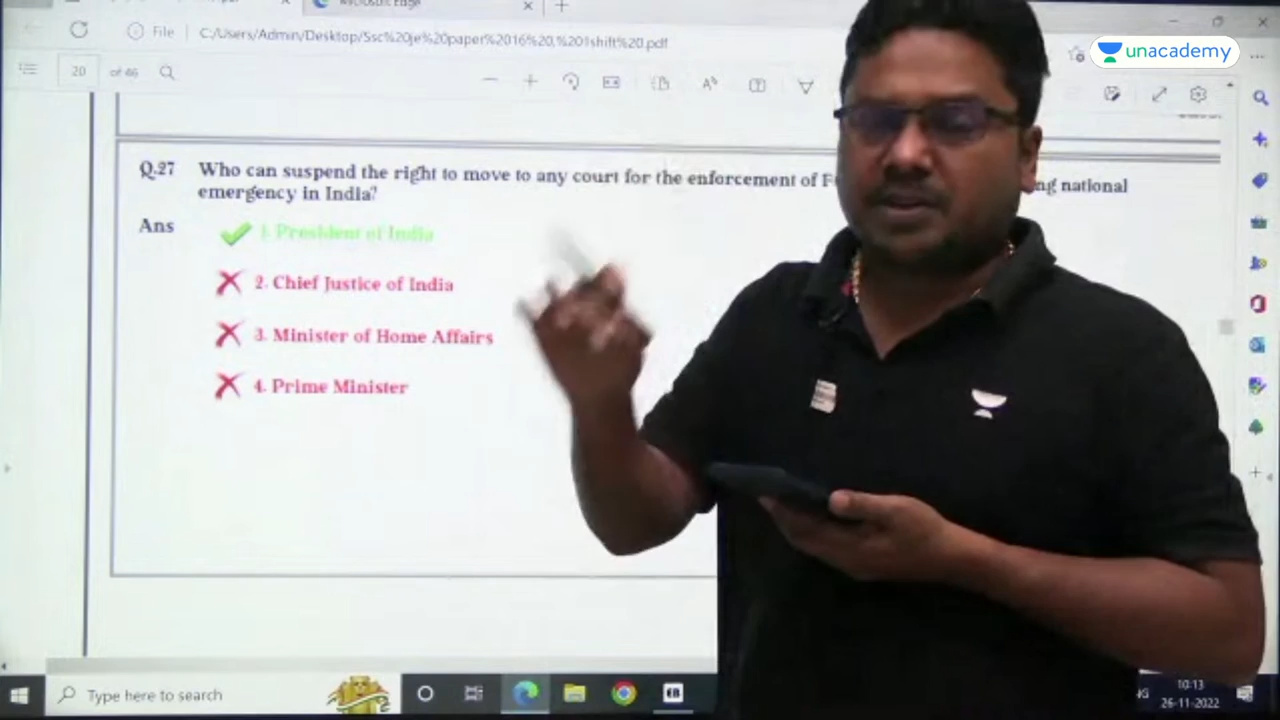 File
C:/Users/Admin/Desktop/Ssc%20je%20paper%2016%20,%201shift%20.pdf
unacademy
20 of 46
Q.27 Who can suspend the right to move to any court for the enforcement of ng national
emergency in India?
Ans 1. President of India
2. Chief Justice of India
3. Minister of Home Affairs
4. Prime Minister
Type here to search
10:13
26-11-2022